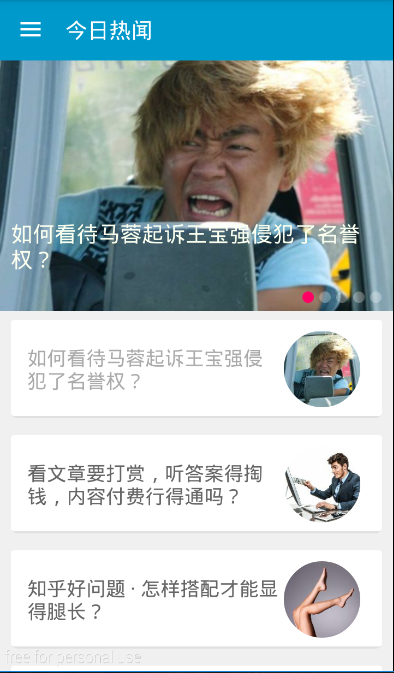 今日热闻
如何看待马蓉起诉王宝强侵犯了名誉
权？
如何看待马蓉起诉王宝强侵
犯了名誉权？
看文章要打赏，听答案得掏
钱，内容付费行得通吗？
知乎好问题 · 怎样搭配才能显
得腿长？
free for personal use